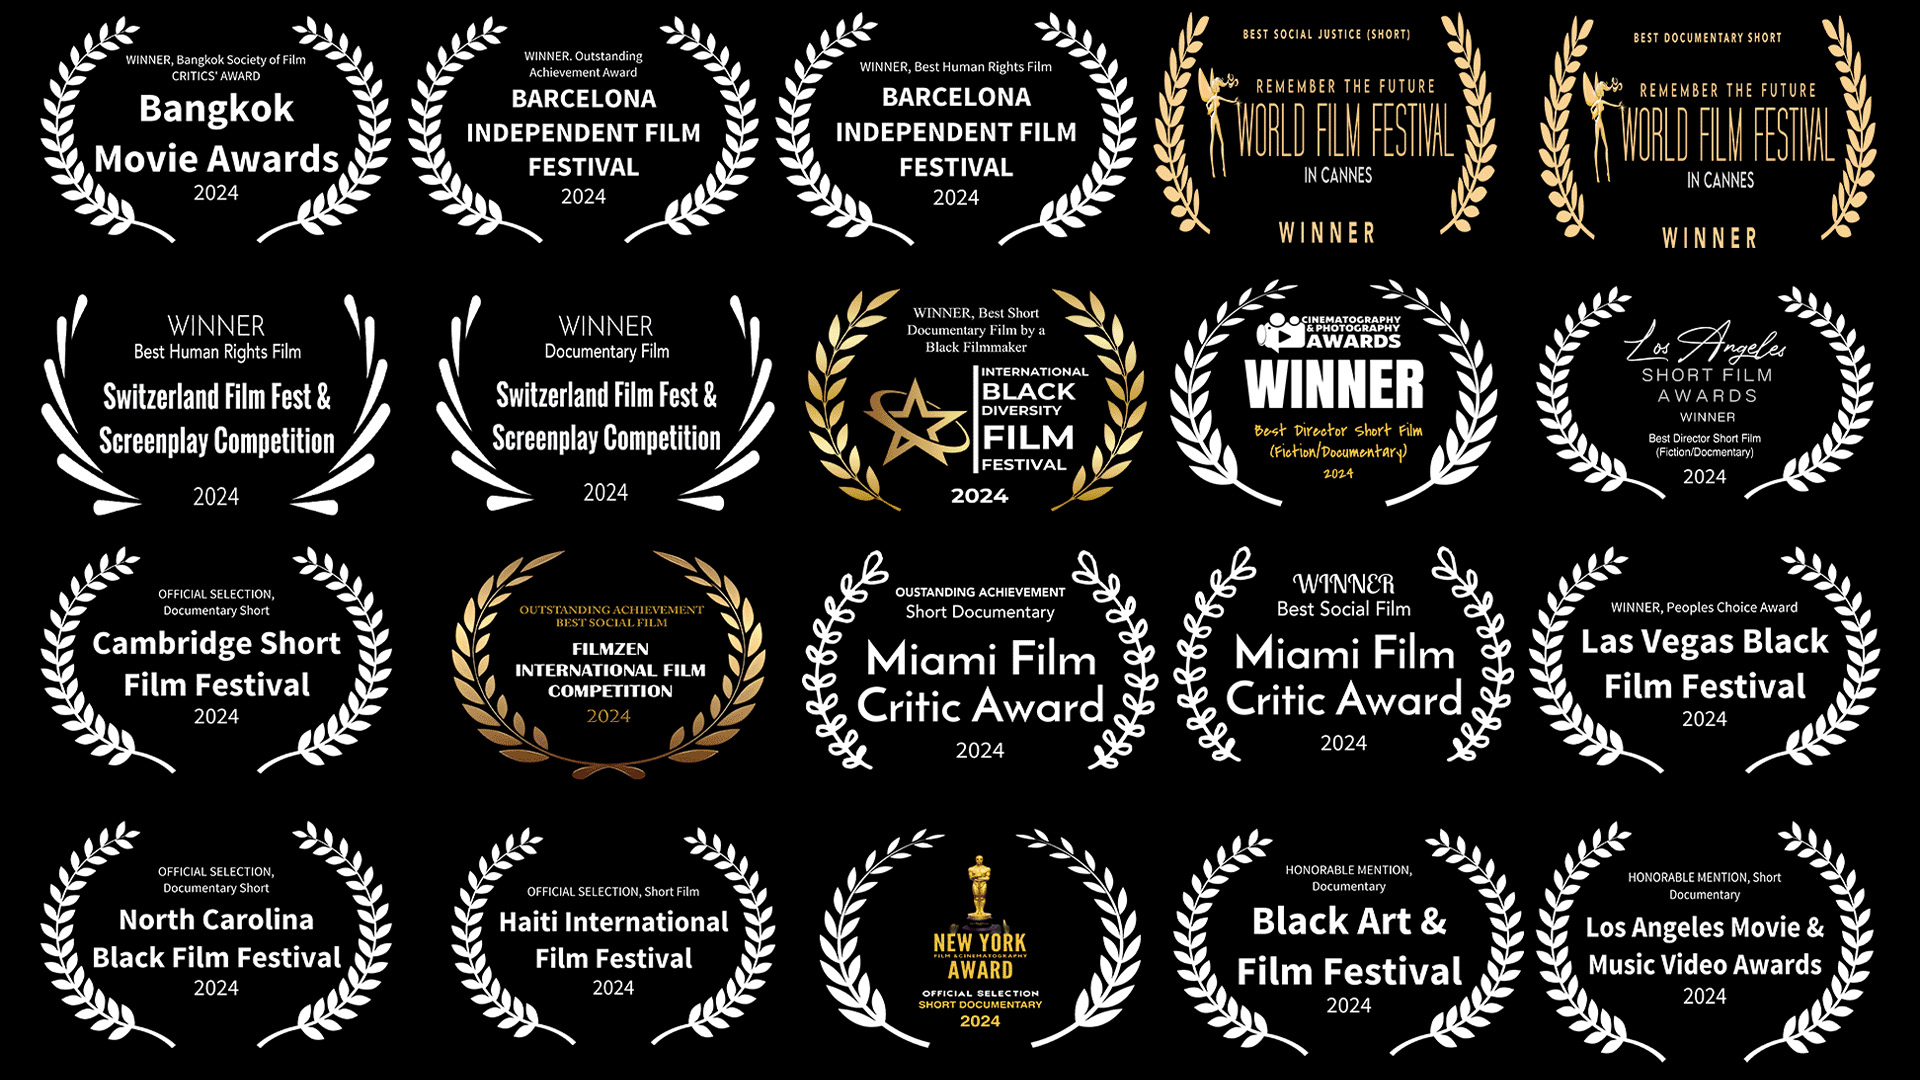 WINNER, Bangkok Society of Film
CRITICS' AWARD
Bangkok
Movie Awards
2024
WINNER. Outstanding
Achievement Award
BARCELONA
INDEPENDENT FILM
FESTIVAL
2024
WINNER, Best Human Rights Film
BARCELONA
INDEPENDENT FILM
FESTIVAL
2024
BEST SOCIAL JUSTICE (SHORT)
REMEMBER THE FUTURE
WORLD FILM FESTIVAL
IN CANNES
WINNER
BEST DOCUMENTARY SHORT
REMEMBER THE FUTURE
WORLD FILM FESTIVAL
IN CANNES
WINNER
WINNER
Best Human Rights Film
Switzerland Film Fest &
Screenplay Competition
2024
WINNER
Documentary Film
Switzerland Film Fest &
Screenplay Competition
2024
WINNER, Best Short
Documentary Film by a
Black Filmmaker
INTERNATIONAL
BLACK
DIVERSITY
FILM
FESTIVAL
2024
CINEMATOGRAPHY
& PHOTOGRAPHY
AWARDS
WINNER
Best Director Short Film
(Fiction/Documentary)
2024
Los Angeles
SHORT FILM
AWARDS
WINNER
Best Director Short Film
(Fiction/Docmentary)
2024
OFFICIAL SELECTION,
Documentary Short
Cambridge Short
Film Festival
2024
OUTSTANDING ACHIEVEMENT
BEST SOCIAL FILM
FILMZEN
INTERNATIONAL FILM
COMPETITION
2024
OUSTANDING ACHIEVEMENT
Short Documentary
Miami Film
Critic Award
2024
WINNER
Best Social Film
Miami Film
Critic Award
2024
WINNER, Peoples Choice Award
Las Vegas Black
Film Festival
2024
OFFICIAL SELECTION,
Documentary Short
North Carolina
Black Film Festival
2024
OFFICIAL SELECTION, Short Film
Haiti International
Film Festival
2024
NEW YORK
FILM & CINEMATOGRAPHY
AWARD
OFFICIAL SELECTION
SHORT DOCUMENTARY
2024
HONORABLE MENTION,
Documentary
Black Art &
Film Festival
2024
HONORABLE MENTION, Short
Documentary
Los Angeles Movie &
Music Video Awards
2024